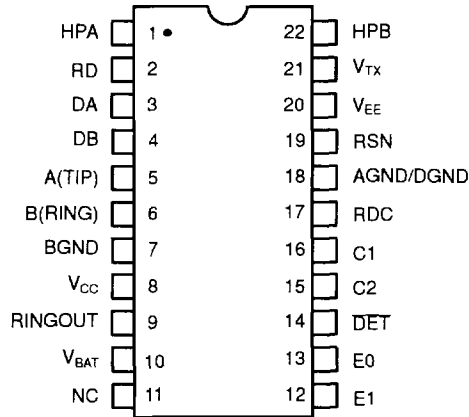 HPA 1 22 HPB
RD 2 21 VTX
DA 3 20 VEE
DB 4 19 RSN
A(TIP) 5 18 AGND/DGND
B(RING) 6 17 RDC
BGND 7 16 C1
VCC 8 15 C2
RINGOUT 9 14 DET
VBAT 10 13 E0
NC 11 12 E1